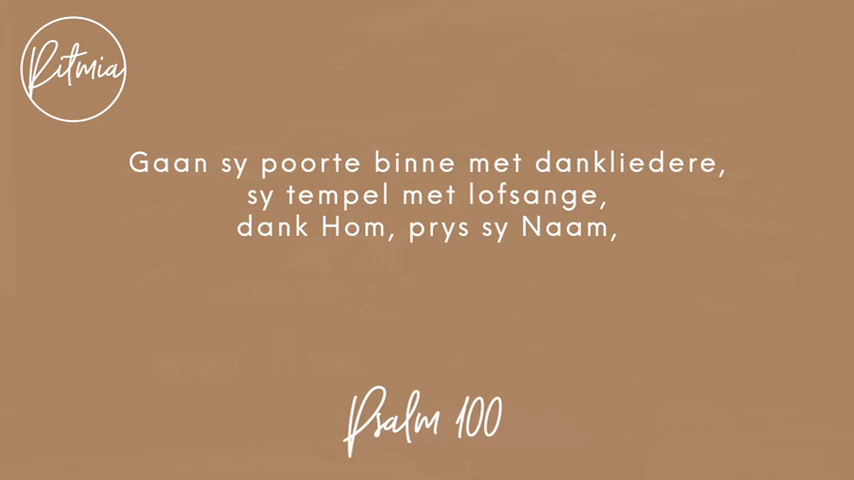 Ritmia
Gaan sy poorte binne met dankliedere,
sy tempel met lofsange,
dank Hom, prys sy Naam,
Psalm 100